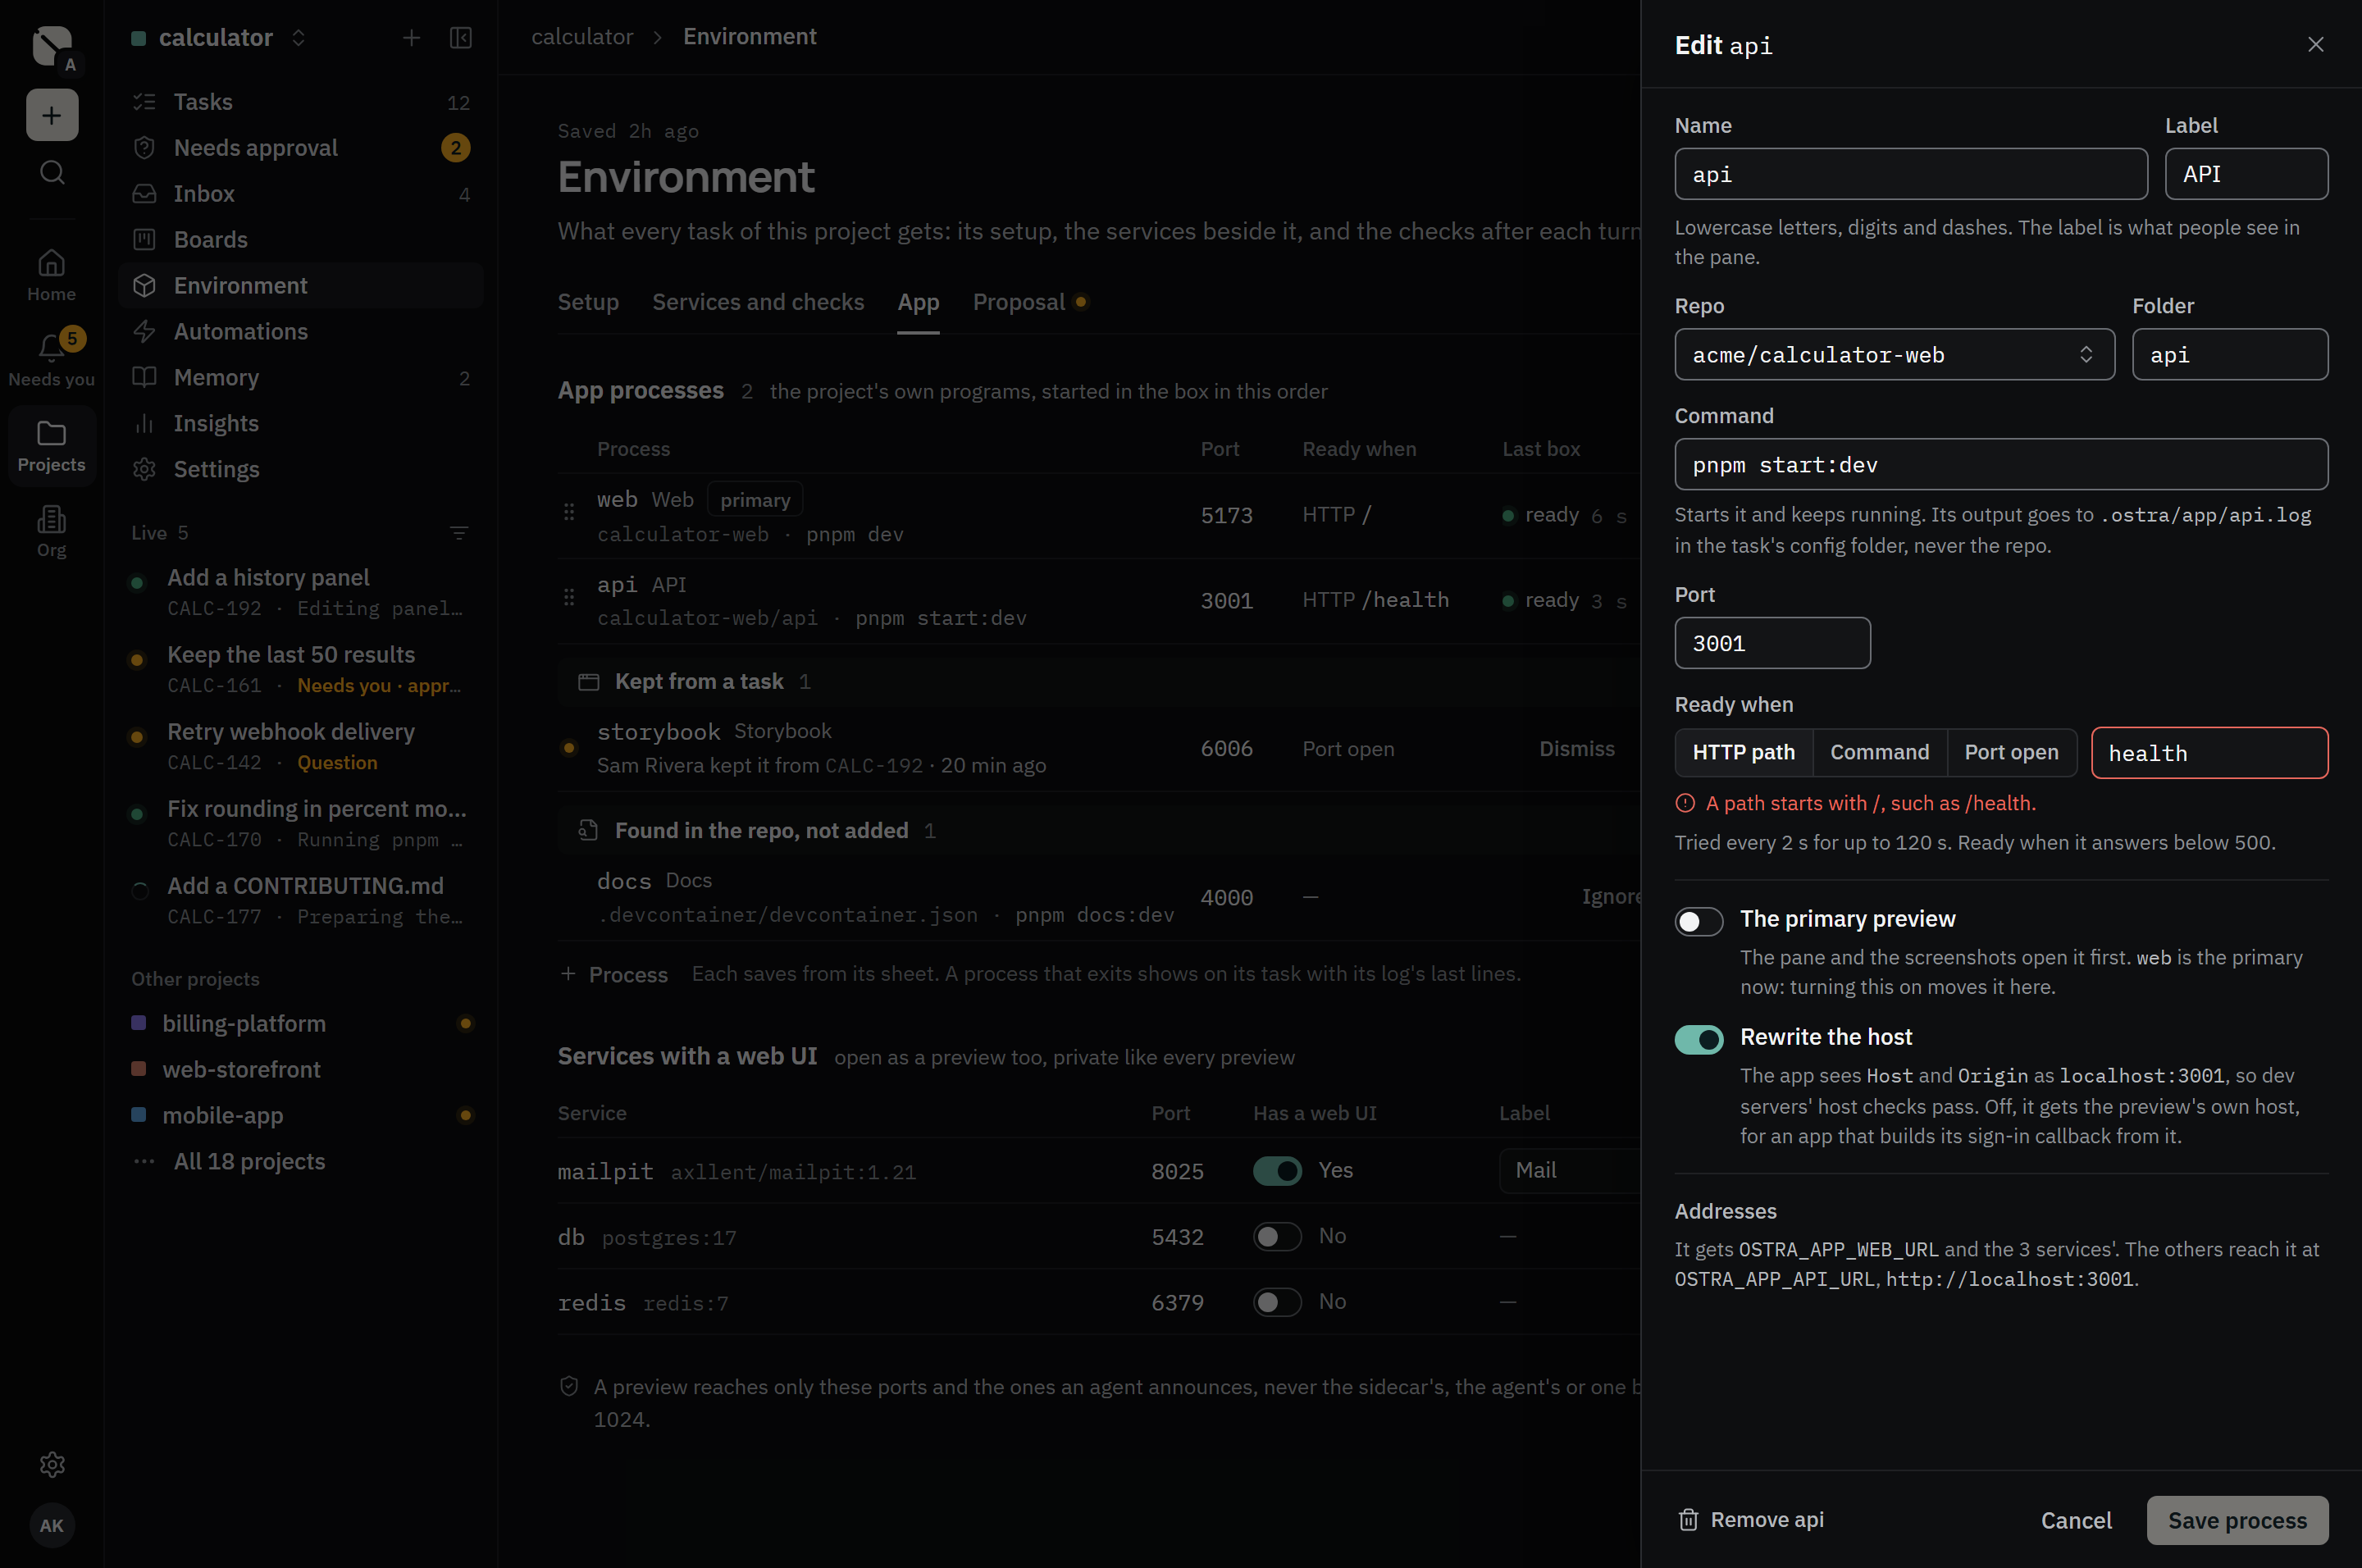 A
Home
5
Needs you
Projects
Org
AK
calculator
Tasks 12
Needs approval 2
Inbox 4
Boards
Environment
Automations
Memory 2
Insights
Settings
Live 5
Add a history panel
CALC-192 · Editing panel…
Keep the last 50 results
CALC-161 · Needs you · appr…
Retry webhook delivery
CALC-142 · Question
Fix rounding in percent mo…
CALC-170 · Running pnpm …
Add a CONTRIBUTING.md
CALC-177 · Preparing the…
Other projects
billing-platform
web-storefront
mobile-app
All 18 projects
calculator > Environment
Saved 2h ago
Environment
What every task of this project gets: its setup, the services beside it, and the checks after each turn
Setup Services and checks App Proposal
App processes 2 the project's own programs, started in the box in this order
Process Port Ready when Last box
web Web primary
calculator-web · pnpm dev
5173 HTTP / ready 6 s
api API
calculator-web/api · pnpm start:dev
3001 HTTP /health ready 3 s
Kept from a task 1
storybook Storybook
Sam Rivera kept it from CALC-192 · 20 min ago
6006 Port open Dismiss
Found in the repo, not added 1
docs Docs
.devcontainer/devcontainer.json · pnpm docs:dev
4000 — Ignore
+ Process Each saves from its sheet. A process that exits shows on its task with its log's last lines.
Services with a web UI open as a preview too, private like every preview
Service Port Has a web UI Label
mailpit axllent/mailpit:1.21 8025 Yes Mail
db postgres:17 5432 No —
redis redis:7 6379 No —
A preview reaches only these ports and the ones an agent announces, never the sidecar's, the agent's or one
1024.
Edit api
Name Label
api API
Lowercase letters, digits and dashes. The label is what people see in
the pane.
Repo Folder
acme/calculator-web api
Command
pnpm start:dev
Starts it and keeps running. Its output goes to .ostra/app/api.log
in the task's config folder, never the repo.
Port
3001
Ready when
HTTP path Command Port open health
A path starts with /, such as /health.
Tried every 2 s for up to 120 s. Ready when it answers below 500.
The primary preview
The pane and the screenshots open it first. web is the primary
now: turning this on moves it here.
Rewrite the host
The app sees Host and Origin as localhost:3001, so dev
servers' host checks pass. Off, it gets the preview's own host,
for an app that builds its sign-in callback from it.
Addresses
It gets OSTRA_APP_WEB_URL and the 3 services'. The others reach it at
OSTRA_APP_API_URL, http://localhost:3001.
Remove api Cancel Save process